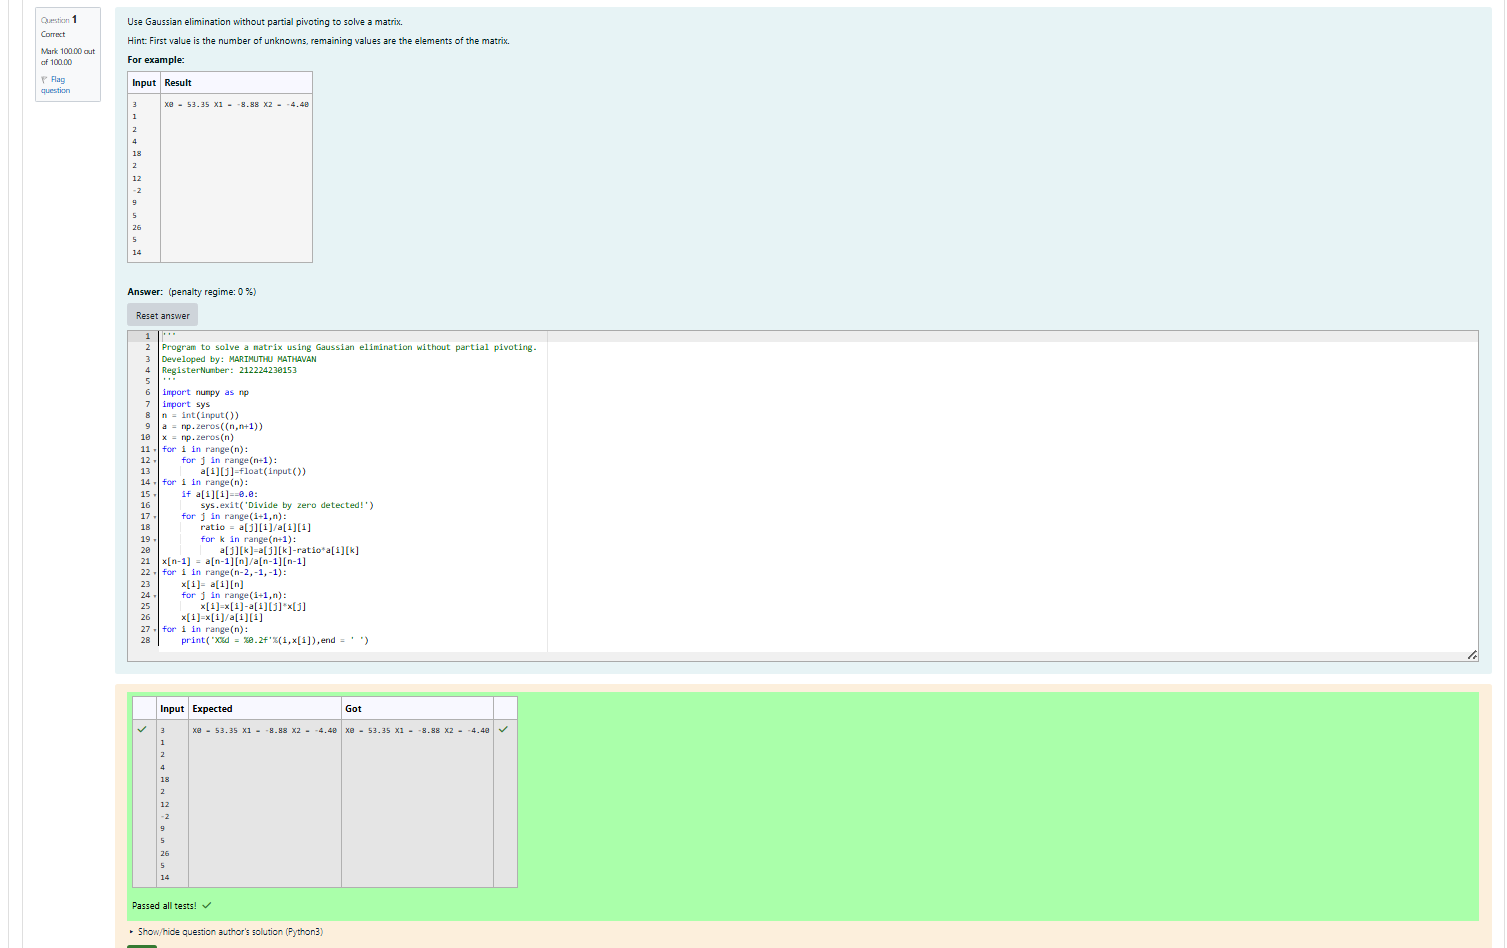 Question 1
Correct
Mark 100.00 out
of 100.00
Flag
question
Use Gaussian elimination without partial pivoting to solve a matrix.
Hint: First value is the number of unknowns, remaining values are the elements of the matrix.
For example:
Input Result
3 X0 = 53.35 X1 = -8.88 X2 = -4.40
1
2
4
18
2
12
-2
9
5
26
5
14
Answer: (penalty regime: 0 %)
Reset answer
1 '''
2 Program to solve a matrix using Gaussian elimination without partial pivoting.
3 Developed by: MARIMUTHU MATHAVAN
4 RegisterNumber: 212224230153
5 '''
6 import numpy as np
7 import sys
8 n = int(input())
9 a = np.zeros((n,n+1))
10 x = np.zeros(n)
11 for i in range(n):
12     for j in range(n+1):
13         a[i][j]=float(input())
14 for i in range(n):
15     if a[i][i]==0.0:
16         sys.exit('Divide by zero detected!')
17     for j in range(i+1,n):
18         ratio = a[j][i]/a[i][i]
19         for k in range(n+1):
20             a[j][k]=a[j][k]-ratio*a[i][k]
21 x[n-1] = a[n-1][n]/a[n-1][n-1]
22 for i in range(n-2,-1,-1):
23     x[i]= a[i][n]
24     for j in range(i+1,n):
25         x[i]=x[i]-a[i][j]*x[j]
26     x[i]=x[i]/a[i][i]
27 for i in range(n):
28     print('X%d = %0.2f'%(i,x[i]),end = ' ')
Input Expected Got
3 X0 = 53.35 X1 = -8.88 X2 = -4.40 X0 = 53.35 X1 = -8.88 X2 = -4.40
1
2
4
18
2
12
-2
9
5
26
5
14
Passed all tests!
Show/hide question author's solution (Python3)